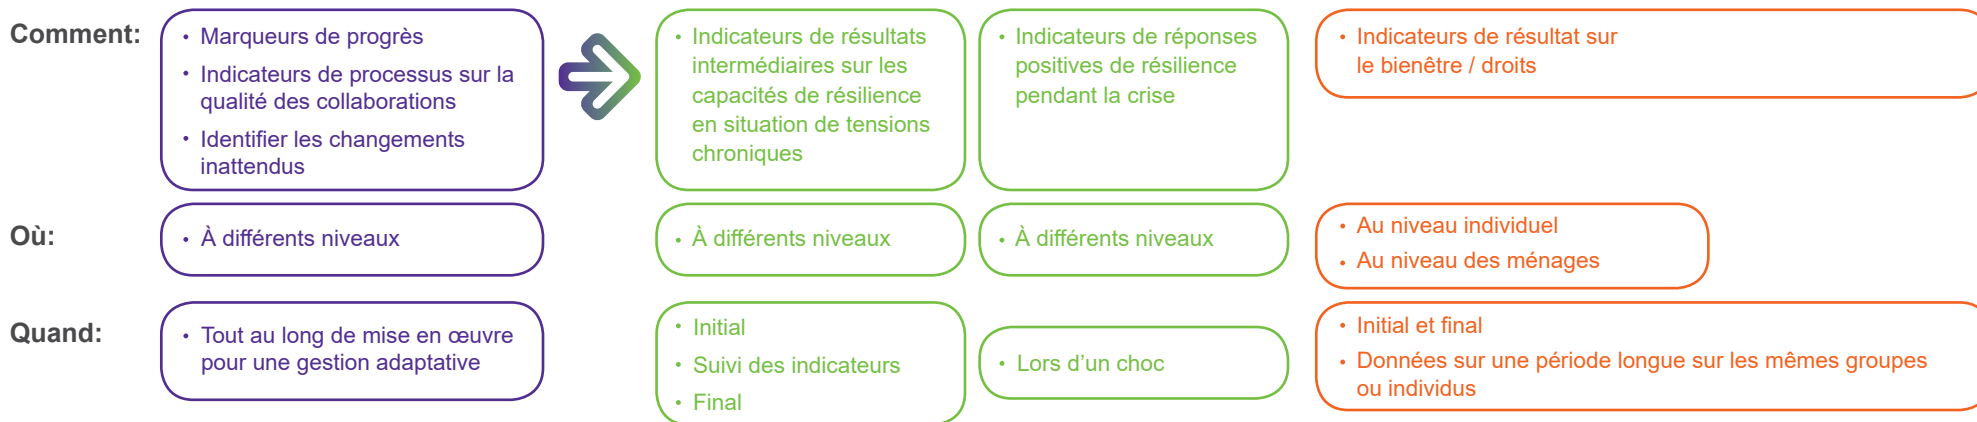 Comment:
• Marqueurs de progrès
• Indicateurs de processus sur la
qualité des collaborations
• Identifier les changements
inattendus
• Indicateurs de résultats
intermédiaires sur les
capacités de résilience
en situation de tensions
chroniques
• Indicateurs de réponses
positives de résilience
pendant la crise
• Indicateurs de résultat sur
le bienêtre / droits
Où:
• À différents niveaux
• À différents niveaux
• À différents niveaux
• Au niveau individuel
• Au niveau des ménages
Quand:
• Tout au long de mise en œuvre
pour une gestion adaptative
• Initial
• Suivi des indicateurs
• Final
• Lors d’un choc
• Initial et final
• Données sur une période longue sur les mêmes groupes
ou individus